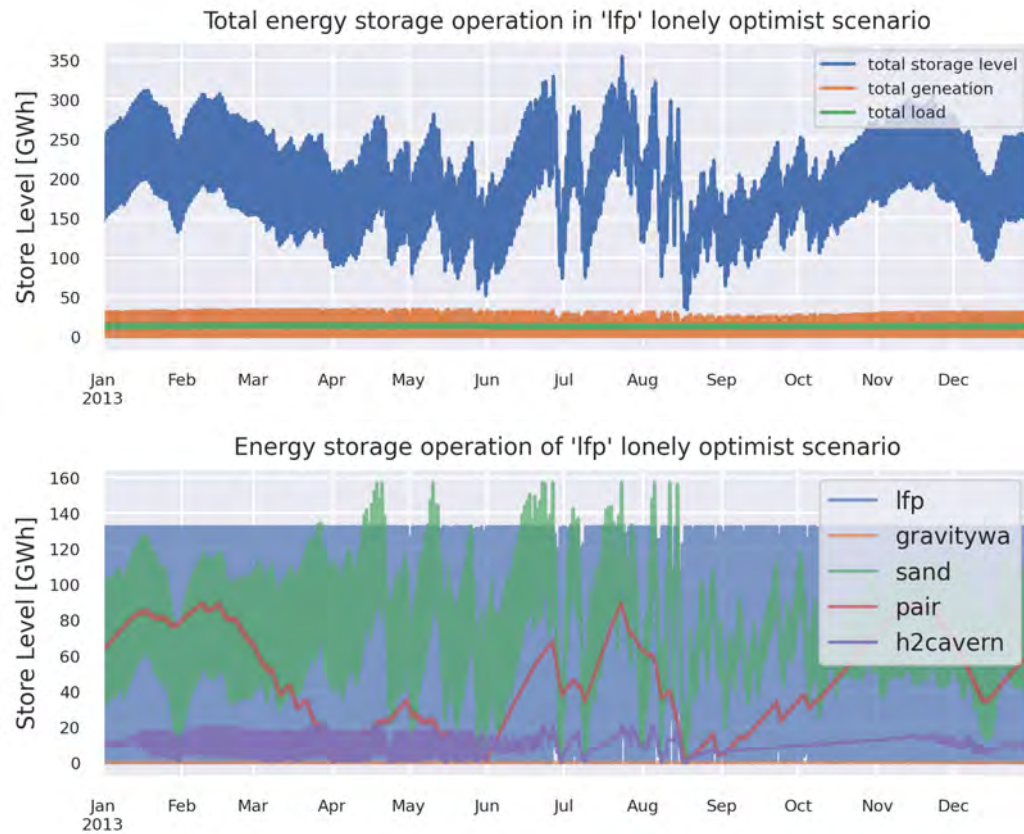 Total energy storage operation in 'lfp' lonely optimist scenario
Store Level [GWh]
350
300
250
200
150
100
50
0
total storage level
total geneation
total load
Jan Feb Mar Apr May Jun Jul Aug Sep Oct Nov Dec
2013
Energy storage operation of 'lfp' lonely optimist scenario
Store Level [GWh]
160
140
120
100
80
60
40
20
0
lfp
gravitywa
sand
pair
h2cavern
Jan Feb Mar Apr May Jun Jul Aug Sep Oct Nov Dec
2013